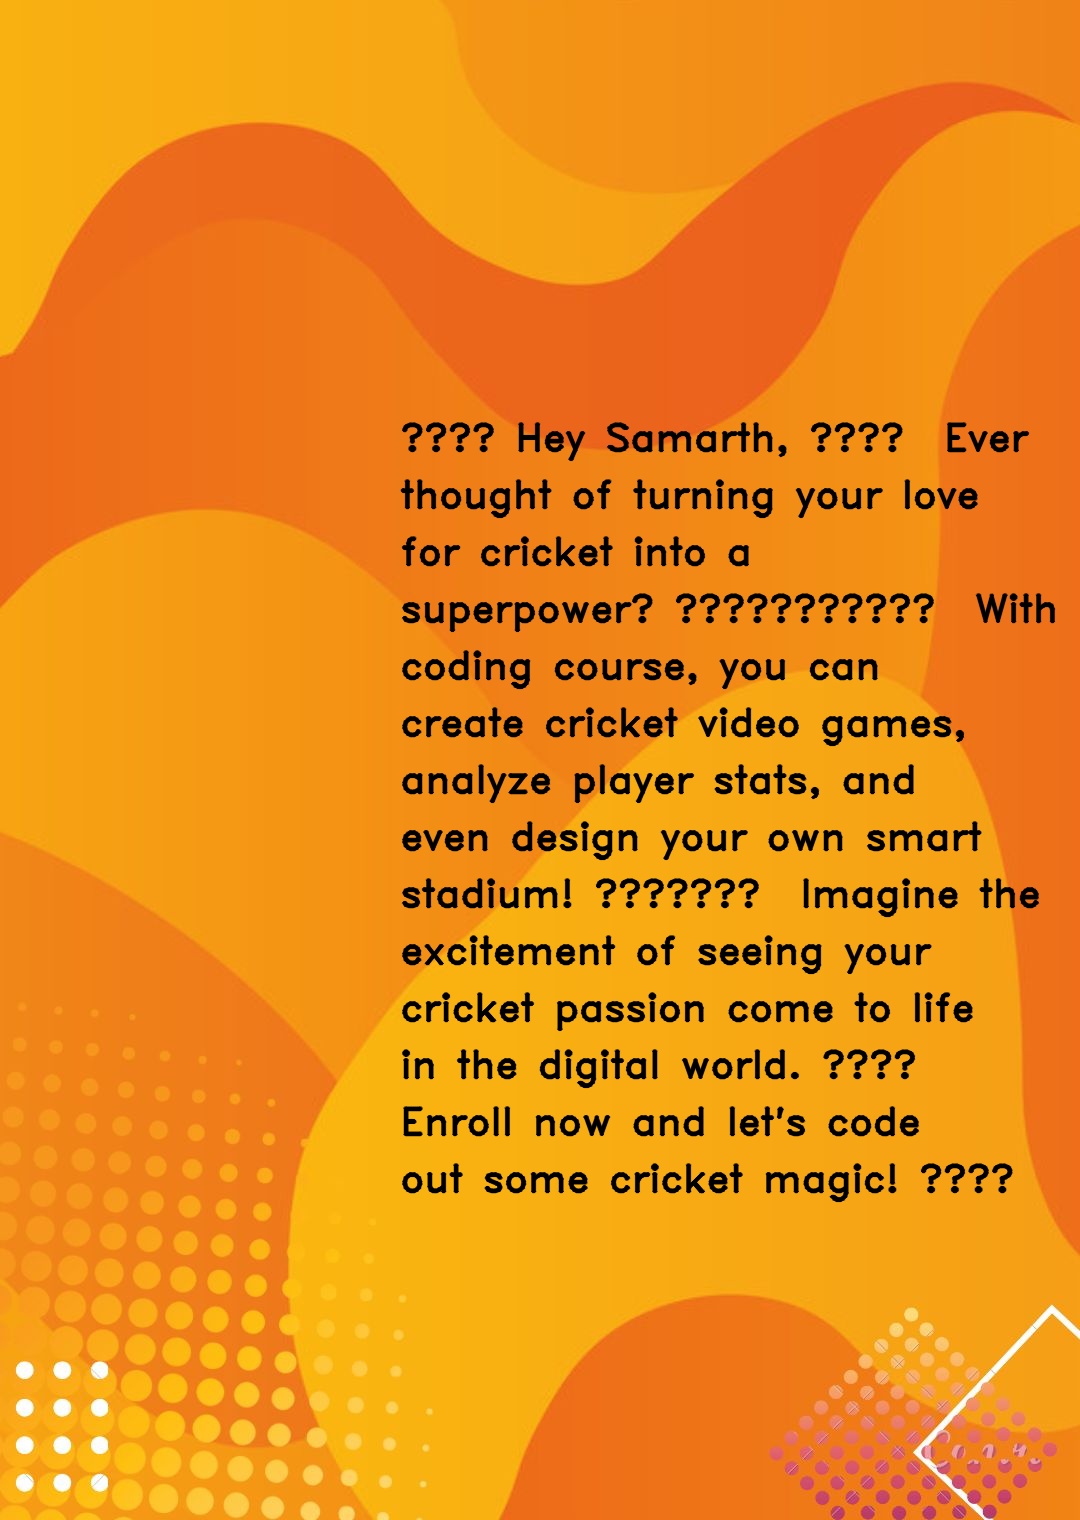 ???? Hey Samarth, ???? Ever
thought of turning your love
for cricket into a
superpower? ??????????? With
coding course, you can
create cricket video games,
analyze player stats, and
even design your own smart
stadium! ??????? Imagine the
excitement of seeing your
cricket passion come to life
in the digital world. ????
Enroll now and let's code
out some cricket magic! ????